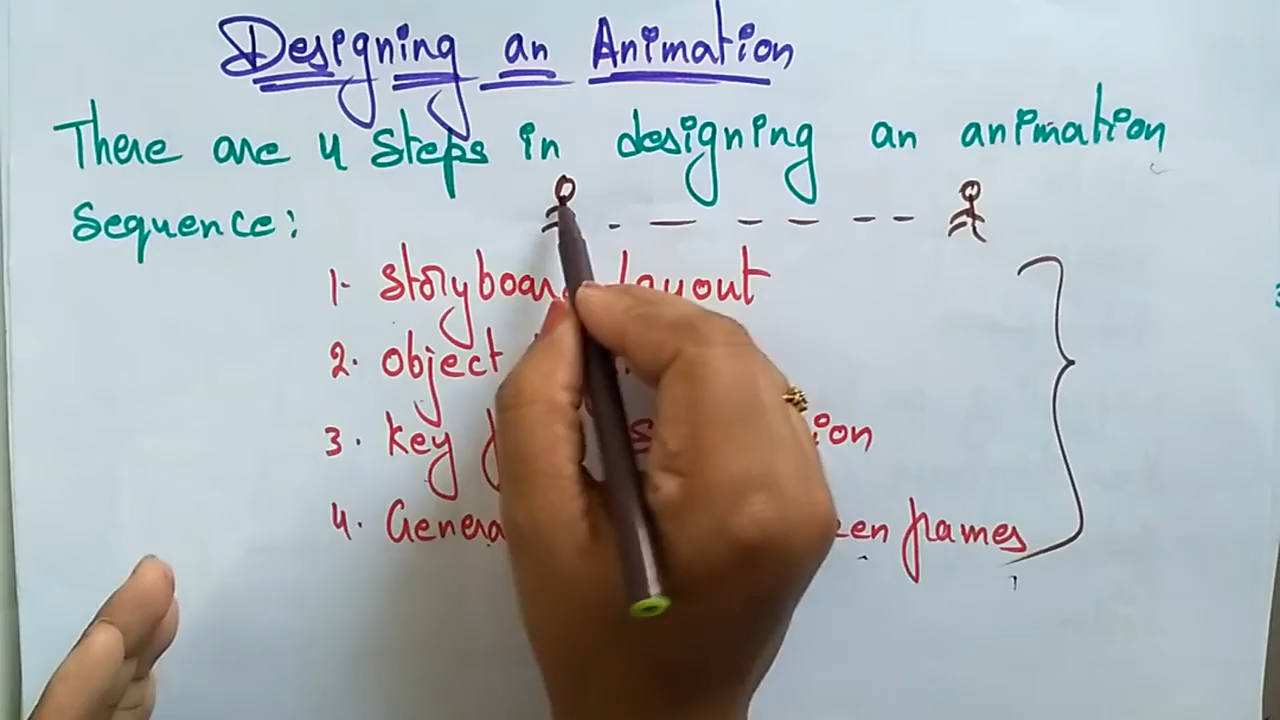 Designing an Animation
There are 4 steps in designing an animation
Sequence:
1. Storyboard layout
2. Object
3. Key
4. frames